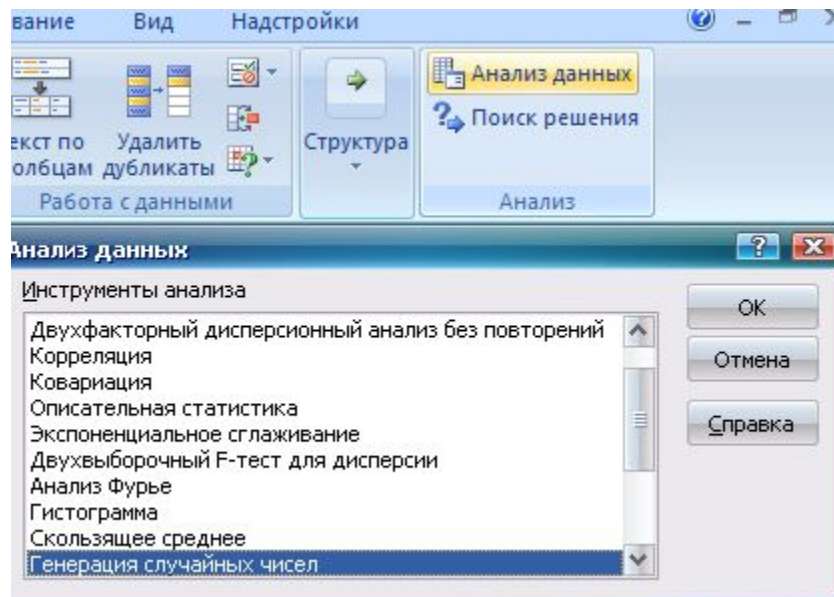 вание Вид Надстройки
Анализ данных
Поиск решения
екст по Удалить Структура
олбцам дубликаты
Работа с данными Анализ
Анализ данных
Инструменты анализа
OK
Двухфакторный дисперсионный анализ без повторений
Корреляция
Отмена
Ковариация
Описательная статистика
Справка
Экспоненциальное сглаживание
Двухвыборочный F-тест для дисперсии
Анализ Фурье
Гистограмма
Скользящее среднее
Генерация случайных чисел